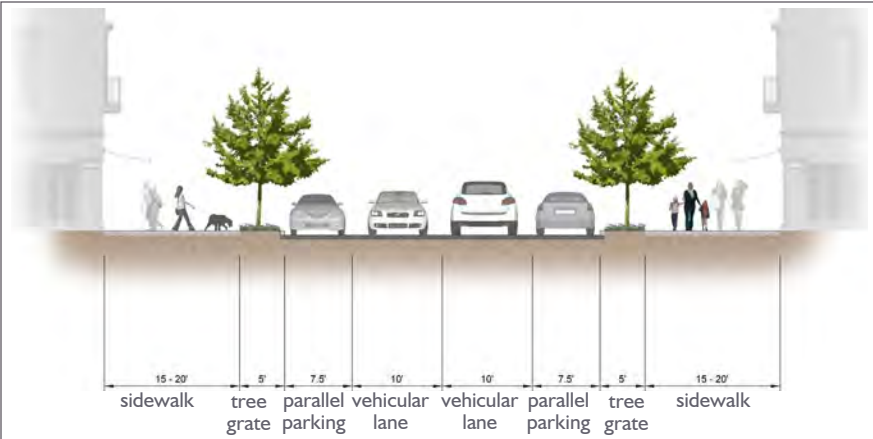 15 - 20' 5' 7.5' 10' 10' 7.5' 5' 15 - 20'
sidewalk tree parallel vehicular vehicular parallel tree sidewalk
grate parking lane lane parking grate